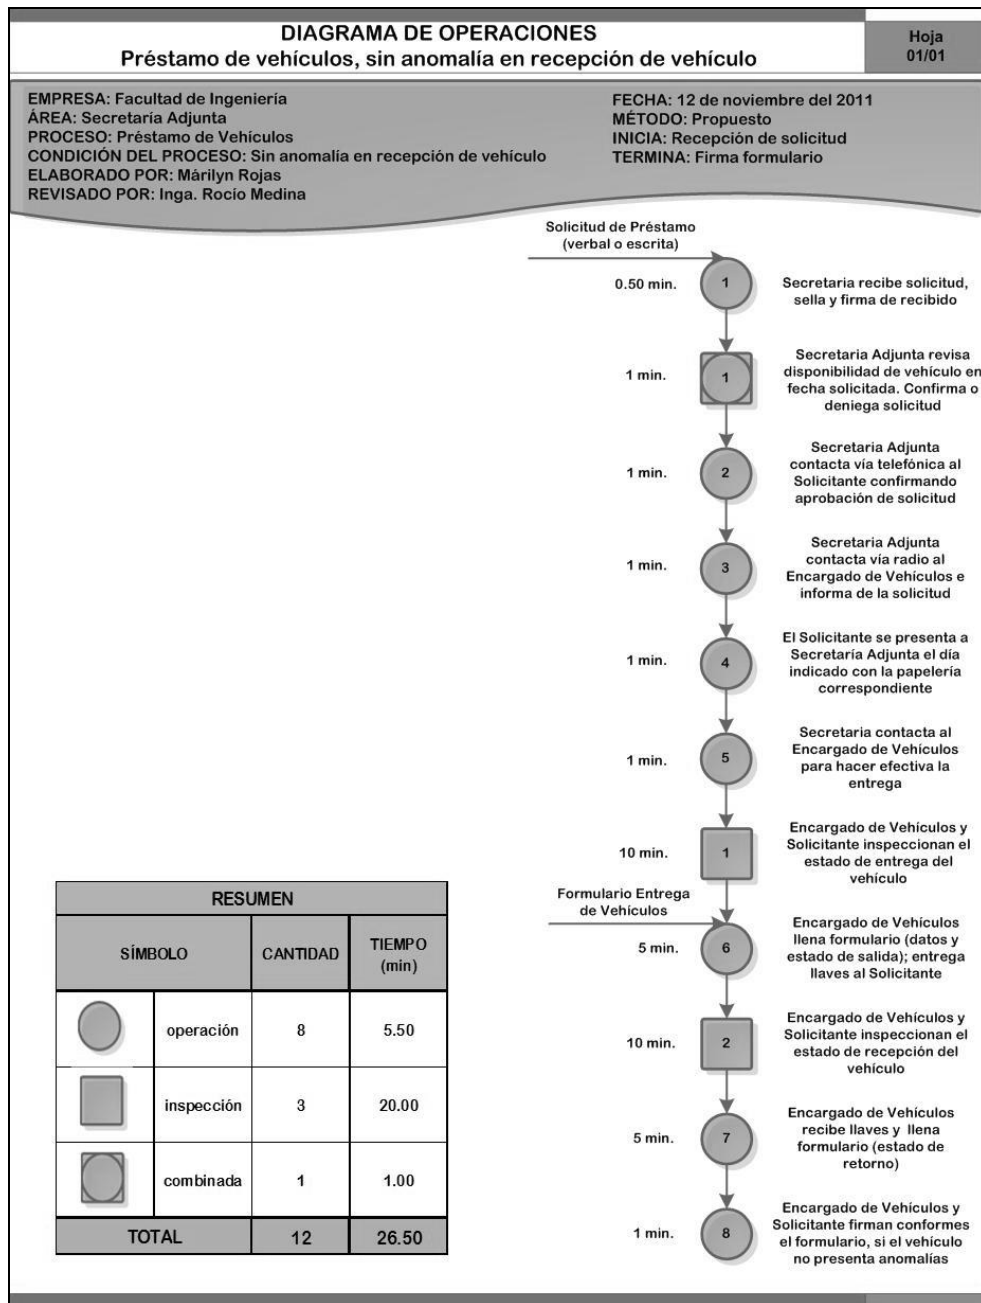 DIAGRAMA DE OPERACIONES
Préstamo de vehículos, sin anomalía en recepción de vehículo
Hoja
01/01
EMPRESA: Facultad de Ingeniería
ÁREA: Secretaría Adjunta
PROCESO: Préstamo de Vehículos
CONDICIÓN DEL PROCESO: Sin anomalía en recepción de vehículo
ELABORADO POR: Márilyn Rojas
REVISADO POR: Inga. Rocío Medina
FECHA: 12 de noviembre del 2011
MÉTODO: Propuesto
INICIA: Recepción de solicitud
TERMINA: Firma formulario
Solicitud de Préstamo
(verbal o escrita)
0.50 min.
1
Secretaria recibe solicitud,
sella y firma de recibido
1 min.
1
Secretaria Adjunta revisa
disponibilidad de vehículo en
fecha solicitada. Confirma o
deniega solicitud
1 min.
2
Secretaria Adjunta
contacta vía telefónica al
Solicitante confirmando
aprobación de solicitud
1 min.
3
Secretaria Adjunta
contacta vía radio al
Encargado de Vehículos e
informa de la solicitud
1 min.
4
El Solicitante se presenta a
Secretaría Adjunta el día
indicado con la papelería
correspondiente
1 min.
5
Secretaria contacta al
Encargado de Vehículos
para hacer efectiva la
entrega
10 min.
1
Encargado de Vehículos y
Solicitante inspeccionan el
estado de entrega del
vehículo
Formulario Entrega
de Vehículos
5 min.
6
Encargado de Vehículos
llena formulario (datos y
estado de salida); entrega
llaves al Solicitante
10 min.
2
Encargado de Vehículos y
Solicitante inspeccionan el
estado de recepción del
vehículo
5 min.
7
Encargado de Vehículos
recibe llaves y llena
formulario (estado de
retorno)
1 min.
8
Encargado de Vehículos y
Solicitante firman conformes
el formulario, si el vehículo
no presenta anomalías
RESUMEN
SÍMBOLO
CANTIDAD
TIEMPO
(min)
operación
8
5.50
inspección
3
20.00
combinada
1
1.00
TOTAL
12
26.50